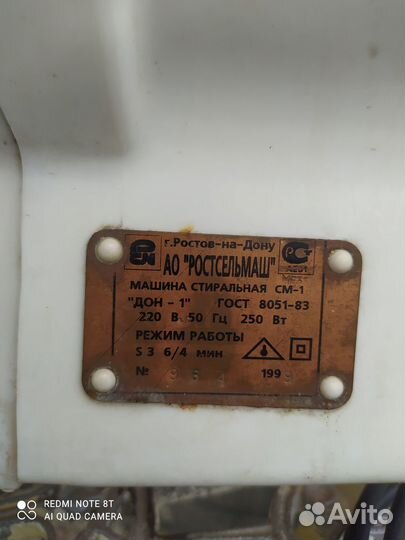 г.Ростов-на-Дону
АО "РОСТСЕЛЬМАШ"
МАШИНА СТИРАЛЬНАЯ СМ-1
"ДОН - 1" ГОСТ 8051-83
220 В 50 Гц 250 Вт
РЕЖИМ РАБОТЫ
S 3 6/4 мин
№ 199
REDMI NOTE 8T
AI QUAD CAMERA
Avito